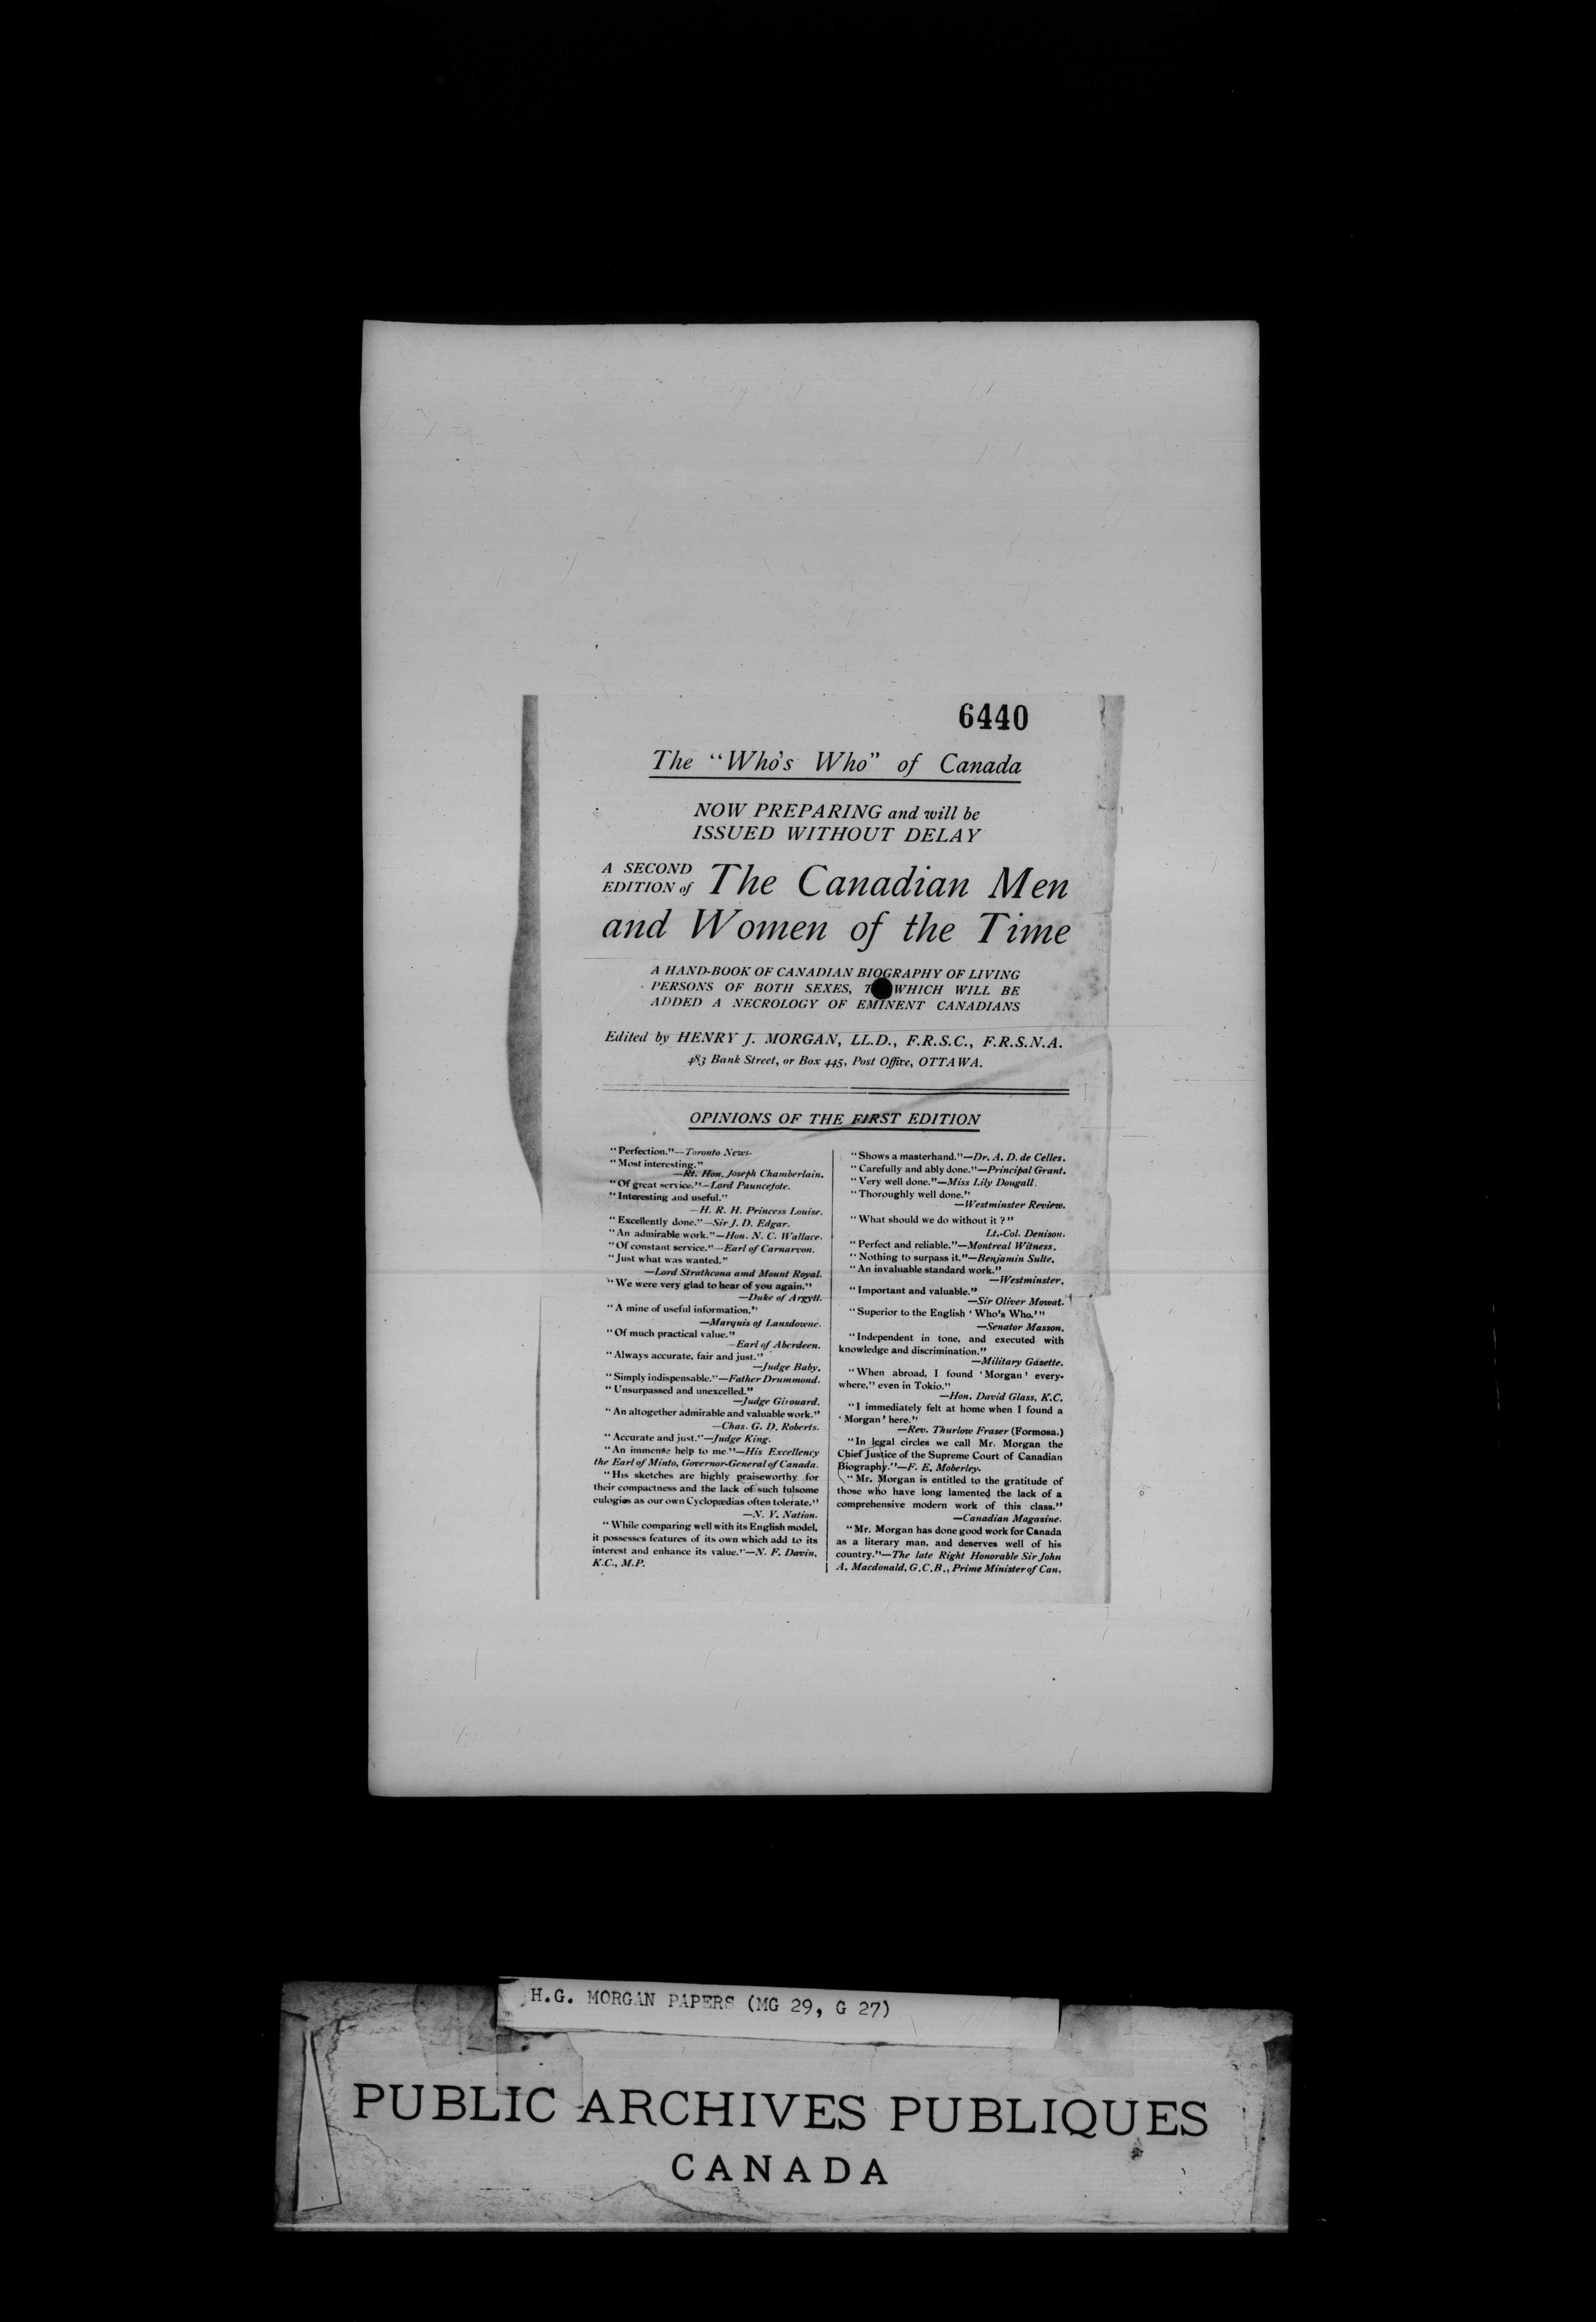 6440
The "Who's Who" of Canada
NOW PREPARING and will be
ISSUED WITHOUT DELAY
A SECOND
EDITION of The Canadian Men
and Women of the Time
A HAND-BOOK OF CANADIAN BIOGRAPHY OF LIVING
PERSONS OF BOTH SEXES, WHICH WILL BE
ADDED A NECROLOGY OF EMINENT CANADIANS
Edited by HENRY J. MORGAN, LL.D., F.R.S.C., F.R.S.N.A.
483 Bank Street, or Box 445, Post Office, OTTAWA.
OPINIONS OF THE FIRST EDITION
"Perfection."—Toronto News.
"Most interesting."
—Rt. Hon. Joseph Chamberlain.
"Of great service."—Lord Pauncefote.
"Interesting and useful."
—H. R. H. Princess Louise.
"Excellently done."—Sir J. D. Edgar.
"An admirable work."—Hon. N. C. Wallace.
"Of constant service."—Earl of Carnarvon.
"Just what was wanted."
—Lord Strathcona amd Mount Royal.
"We were very glad to hear of you again."
—Duke of Argyll.
"A mine of useful information."
—Marquis of Lansdowne.
"Of much practical value."
—Earl of Aberdeen.
"Always accurate, fair and just."
—Judge Baby.
"Simply indispensable."—Father Drummond.
"Unsurpassed and unexcelled."
—Judge Girouard.
"An altogether admirable and valuable work."
—Chas. G. D. Roberts.
"Accurate and just."—Judge King.
"An immense help to me."—His Excellency
the Earl of Minto, Governor-General of Canada.
"His sketches are highly praiseworthy for
their compactness and the lack of such fulsome
eulogies as our own Cyclopædias often tolerate."
—N. Y. Nation.
"While comparing well with its English model,
it possesses features of its own which add to its
interest and enhance its value."—N. F. Davin,
K.C., M.P.
"Shows a masterhand."—Dr. A. D. de Celles.
"Carefully and ably done."—Principal Grant.
"Very well done."—Miss Lily Dougall.
"Thoroughly well done."
—Westminster Review.
"What should we do without it ?"
Lt.-Col. Denison.
"Perfect and reliable."—Montreal Witness.
"Nothing to surpass it."—Benjamin Sulte.
"An invaluable standard work."
—Westminster.
"Important and valuable."
—Sir Oliver Mowat.
"Superior to the English 'Who's Who.'"
—Senator Masson.
"Independent in tone, and executed with
knowledge and discrimination."
—Military Gazette.
"When abroad, I found 'Morgan' every-
where," even in Tokio."
—Hon. David Glass, K.C.
"I immediately felt at home when I found a
'Morgan' here."
—Rev. Thurlow Fraser (Formosa.)
"In legal circles we call Mr. Morgan the
Chief Justice of the Supreme Court of Canadian
Biography."—F. E. Moberley.
"Mr. Morgan is entitled to the gratitude of
those who have long lamented the lack of a
comprehensive modern work of this class."
—Canadian Magazine.
"Mr. Morgan has done good work for Canada
as a literary man, and deserves well of his
country."—The late Right Honorable Sir John
A. Macdonald, G.C.B., Prime Minister of Can.
H.G. MORGAN PAPERS (MG 29, G 27)
PUBLIC ARCHIVES PUBLIQUES
CANADA